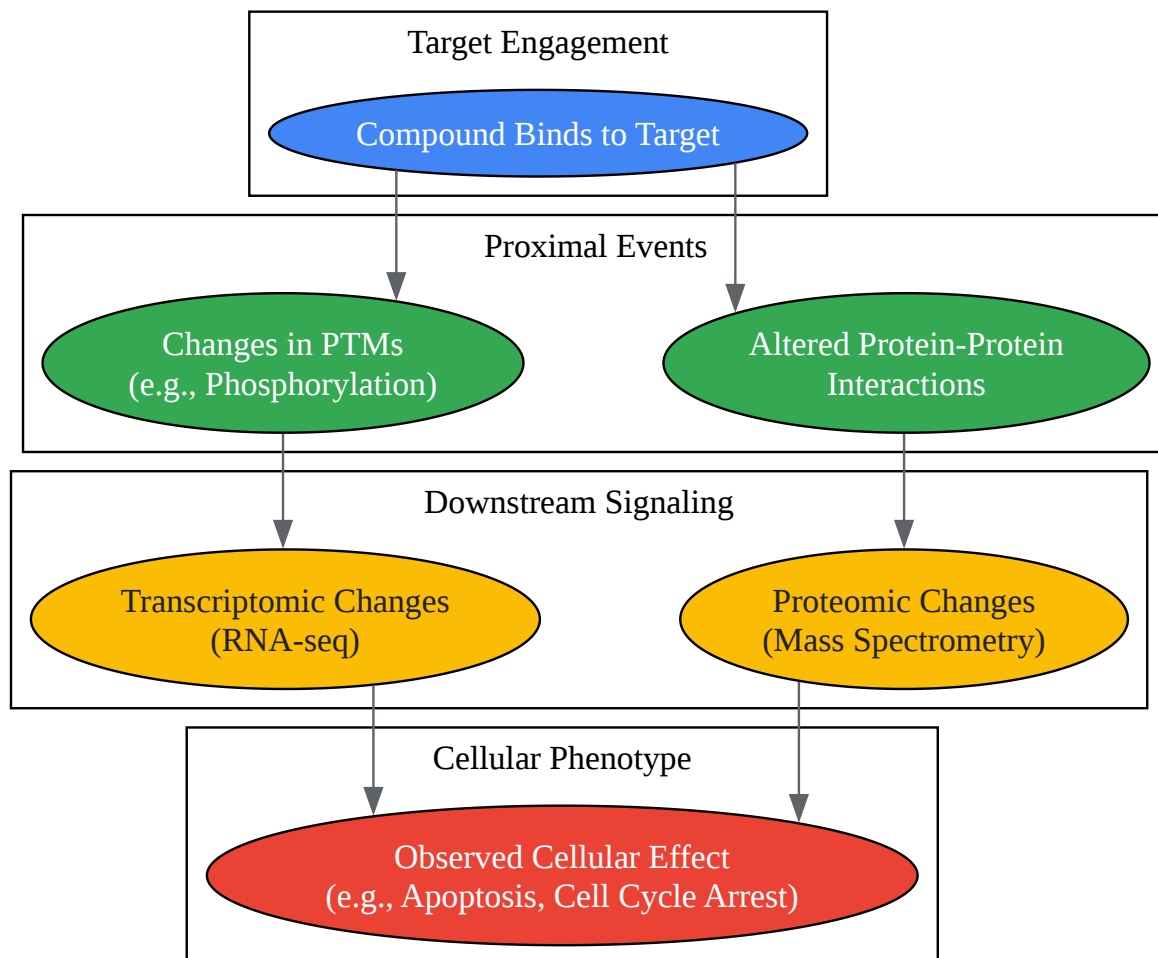 Target Engagement
Compound Binds to Target
Proximal Events
Changes in PTMs
(e.g., Phosphorylation)
Altered Protein-Protein
Interactions
Downstream Signaling
Transcriptomic Changes
(RNA-seq)
Proteomic Changes
(Mass Spectrometry)
Cellular Phenotype
Observed Cellular Effect
(e.g., Apoptosis, Cell Cycle Arrest)